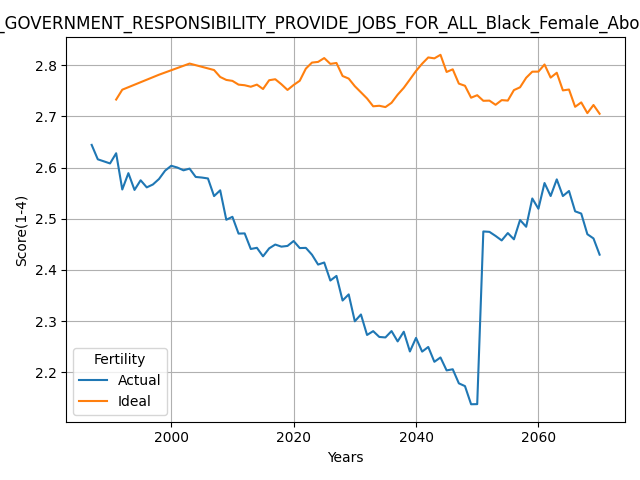 _GOVERNMENT_RESPONSIBILITY_PROVIDE_JOBS_FOR_ALL_Black_Female_Abo
2.8
2.7
2.6
2.5
2.4
2.3
2.2
Score(1-4)
Fertility
Actual
Ideal
2000
2020
2040
2060
Years